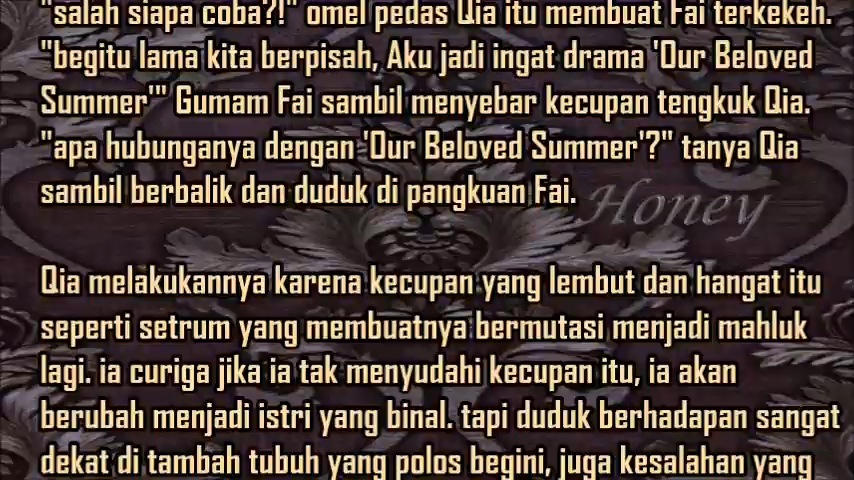 "salah siapa coba?!" omel pedas Qia itu membuat Fai terkekeh.
"begitu lama kita berpisah, Aku jadi ingat drama 'Our Beloved
Summer'" Gumam Fai sambil menyebar kecupan tengkuk Qia.
"apa hubunganya dengan 'Our Beloved Summer'?" tanya Qia
sambil berbalik dan duduk di pangkuan Fai.
Honey
Qia melakukannya karena kecupan yang lembut dan hangat itu
seperti setrum yang membuatnya bermutasi menjadi mahluk
lagi. ia curiga jika ia tak menyudahi kecupan itu, ia akan
berubah menjadi istri yang binal. tapi duduk berhadapan sangat
dekat di tambah tubuh yang polos begini, juga kesalahan yang